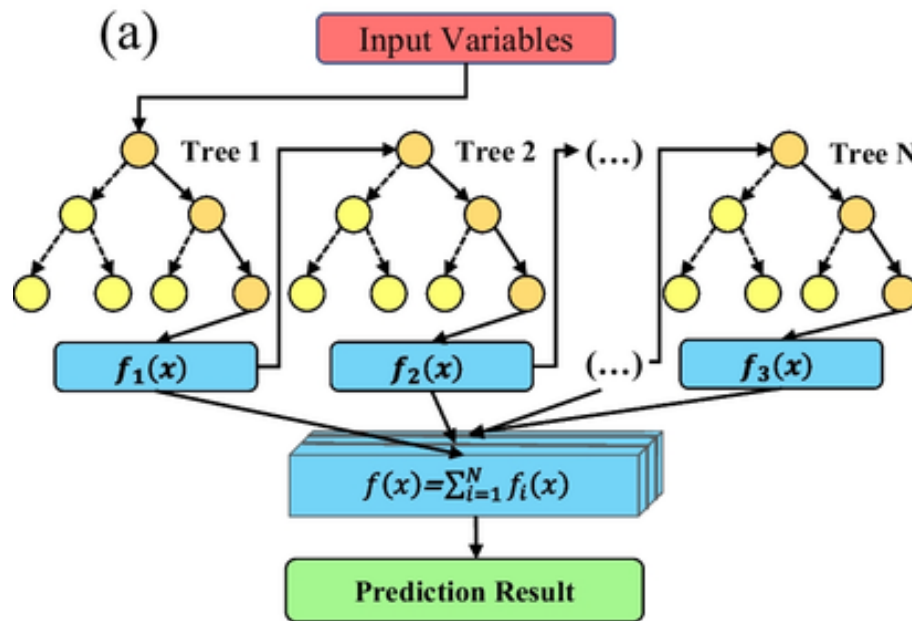 (a)
Input Variables
Tree 1
Tree 2
(...)
Tree N
f₁(x)
f₂(x)
(...)
f₃(x)
f(x)=∑ᵢ₌₁ᴺ fᵢ(x)
Prediction Result